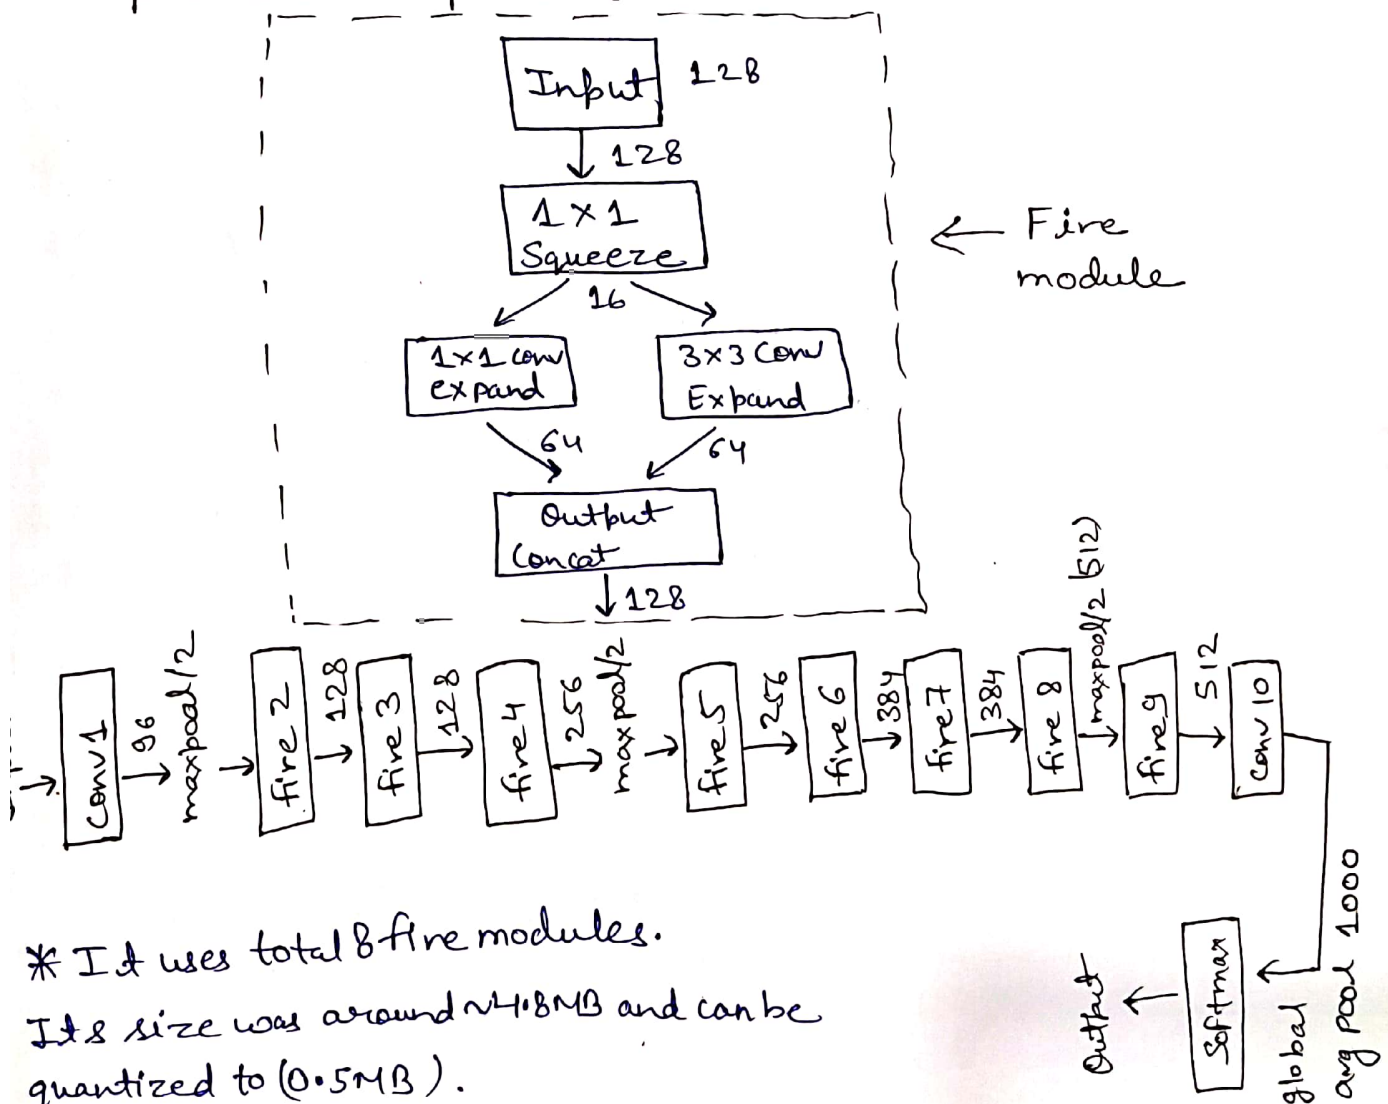 Input 128
128
1 x 1
Squeeze
16
1x1 conv
expand
3x3 Conv
Expand
64
64
Output
Concat
128
← Fire
module
Conv1
96
maxpool/2
fire 2
128
fire 3
128
fire 4
256
maxpool/2
fire 5
256
fire 6
384
fire 7
384
fire 8
maxpool/2 (512)
fire 9
512
Conv 10
global
avg pool 1000
Softmax
Output
* It uses total 8 fire modules.
Its size was around ~4.8MB and can be
quantized to (0.5MB).